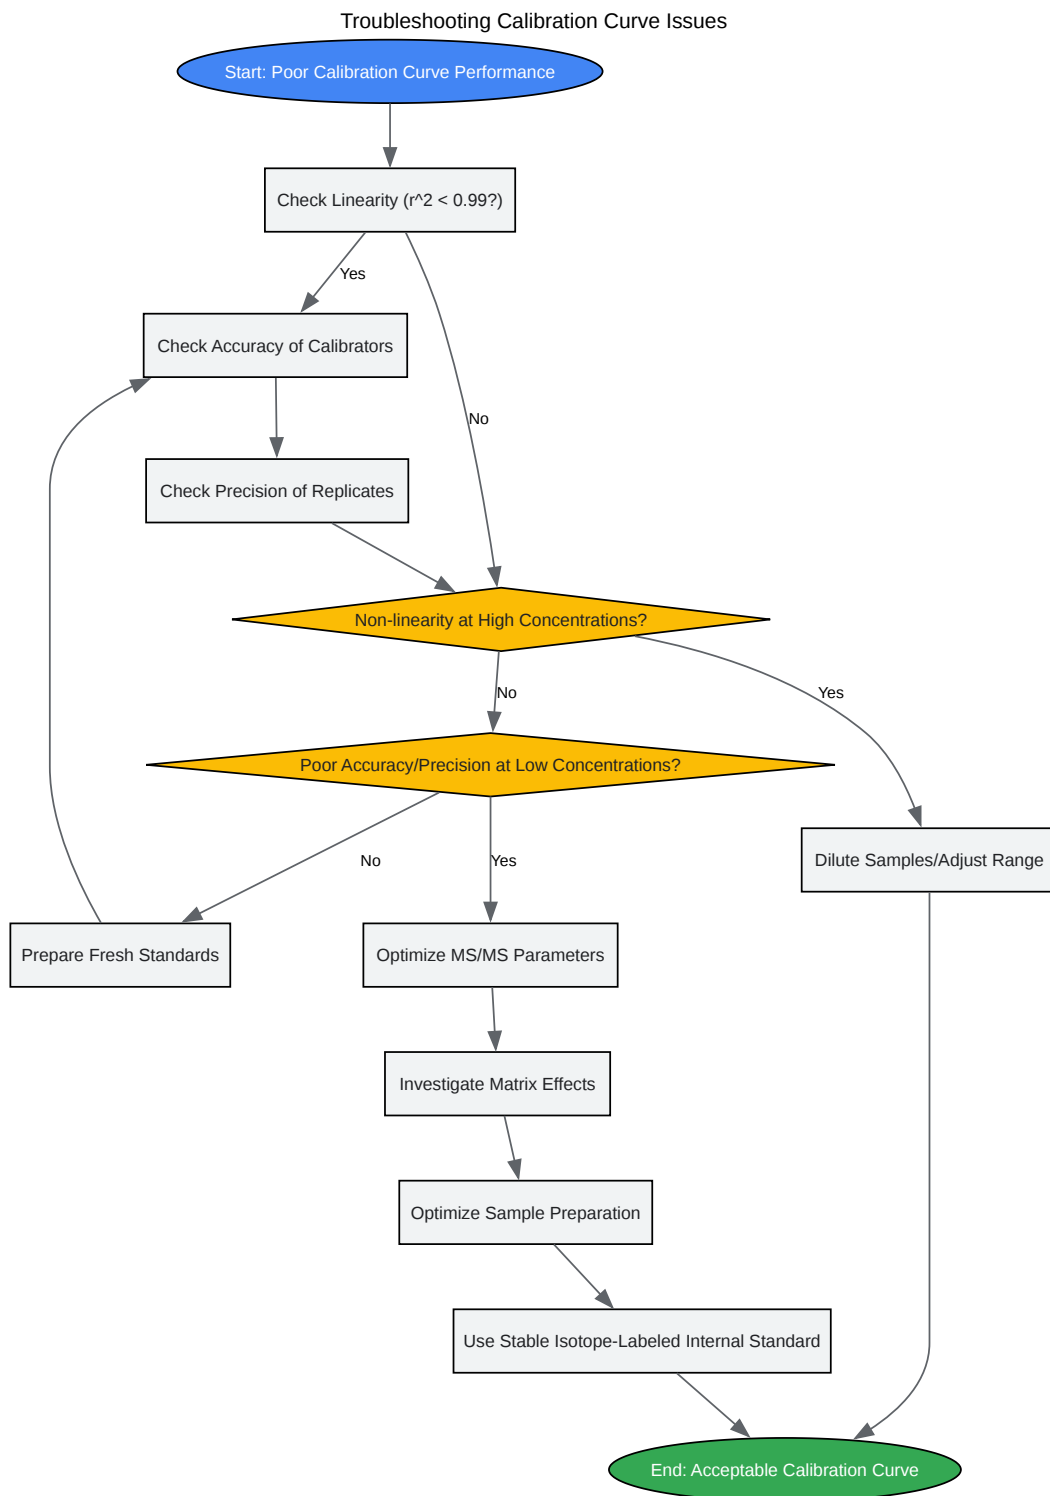 Troubleshooting Calibration Curve Issues
Start: Poor Calibration Curve Performance
Check Linearity (r^2 < 0.99?)
Yes
Check Accuracy of Calibrators
No
Check Precision of Replicates
Non-linearity at High Concentrations?
No
Yes
Poor Accuracy/Precision at Low Concentrations?
No
Yes
Dilute Samples/Adjust Range
Prepare Fresh Standards
Optimize MS/MS Parameters
Investigate Matrix Effects
Optimize Sample Preparation
Use Stable Isotope-Labeled Internal Standard
End: Acceptable Calibration Curve